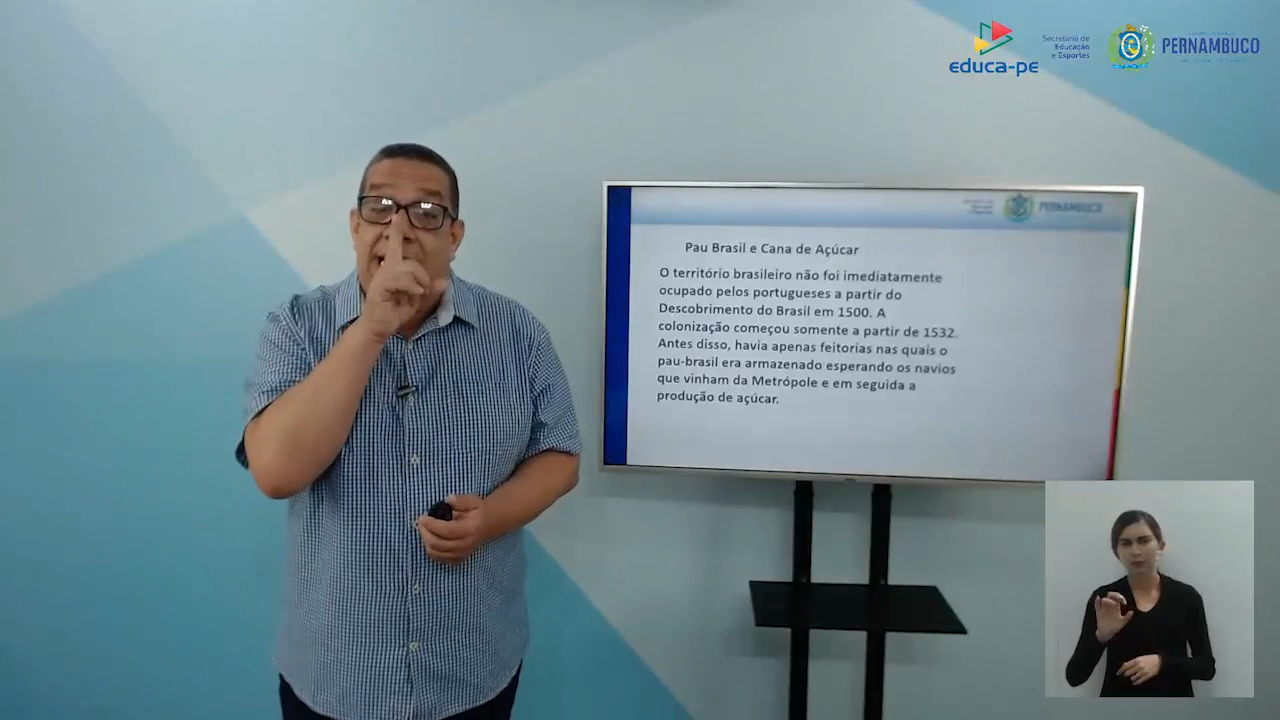 educa-pe
Secretaria de
Educação
e Esportes
PERNAMBUCO
PERNAMBUCO
Pau Brasil e Cana de Açúcar
O território brasileiro não foi imediatamente
ocupado pelos portugueses a partir do
Descobrimento do Brasil em 1500. A
colonização começou somente a partir de 1532.
Antes disso, havia apenas feitorias nas quais o
pau-brasil era armazenado esperando os navios
que vinham da Metrópole e em seguida a
produção de açúcar.